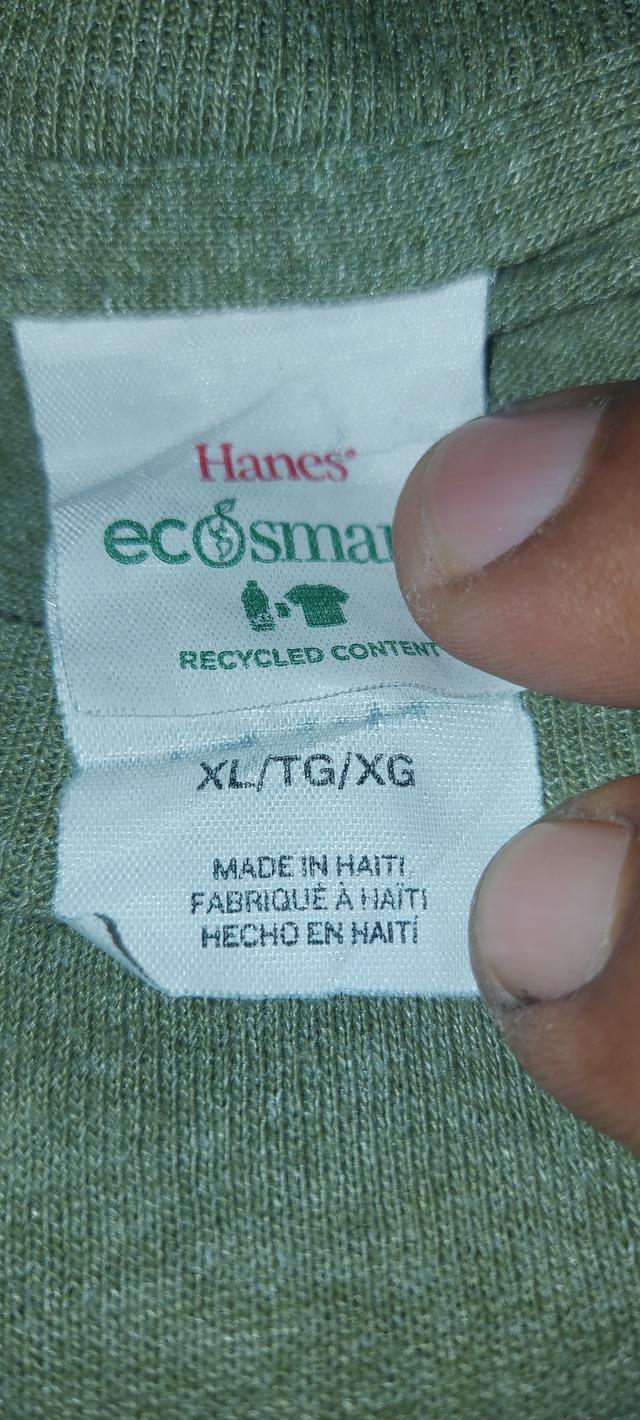 Hanes®
ecosmar
RECYCLED CONTENT
XL/TG/XG
MADE IN HAITI
FABRIQUÉ À HAÏTI
HECHO EN HAITÍ